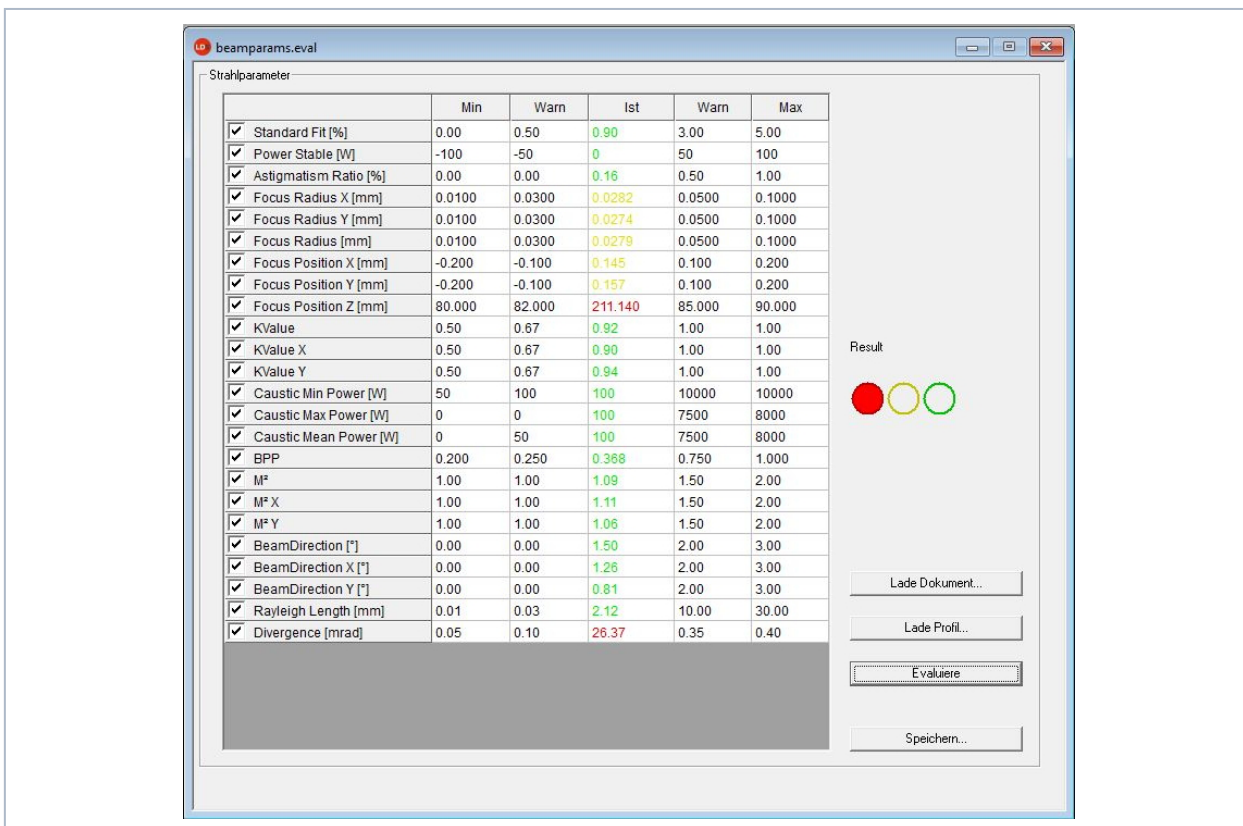 LD beamparams.eval
Strahlparameter
Min Warn Ist Warn Max
Standard Fit [%] 0.00 0.50 0.90 3.00 5.00
Power Stable [W] -100 -50 0 50 100
Astigmatism Ratio [%] 0.00 0.00 0.16 0.50 1.00
Focus Radius X [mm] 0.0100 0.0300 0.0282 0.0500 0.1000
Focus Radius Y [mm] 0.0100 0.0300 0.0274 0.0500 0.1000
Focus Radius [mm] 0.0100 0.0300 0.0279 0.0500 0.1000
Focus Position X [mm] -0.200 -0.100 0.145 0.100 0.200
Focus Position Y [mm] -0.200 -0.100 0.157 0.100 0.200
Focus Position Z [mm] 80.000 82.000 211.140 85.000 90.000
KValue 0.50 0.67 0.92 1.00 1.00
KValue X 0.50 0.67 0.90 1.00 1.00
KValue Y 0.50 0.67 0.94 1.00 1.00
Caustic Min Power [W] 50 100 100 10000 10000
Caustic Max Power [W] 0 0 100 7500 8000
Caustic Mean Power [W] 0 50 100 7500 8000
BPP 0.200 0.250 0.368 0.750 1.000
M² 1.00 1.00 1.09 1.50 2.00
M² X 1.00 1.00 1.11 1.50 2.00
M² Y 1.00 1.00 1.06 1.50 2.00
BeamDirection [°] 0.00 0.00 1.50 2.00 3.00
BeamDirection X [°] 0.00 0.00 1.26 2.00 3.00
BeamDirection Y [°] 0.00 0.00 0.81 2.00 3.00
Rayleigh Length [mm] 0.01 0.03 2.12 10.00 30.00
Divergence [mrad] 0.05 0.10 26.37 0.35 0.40
Result
Lade Dokument...
Lade Profil...
Evaluiere
Speichern...